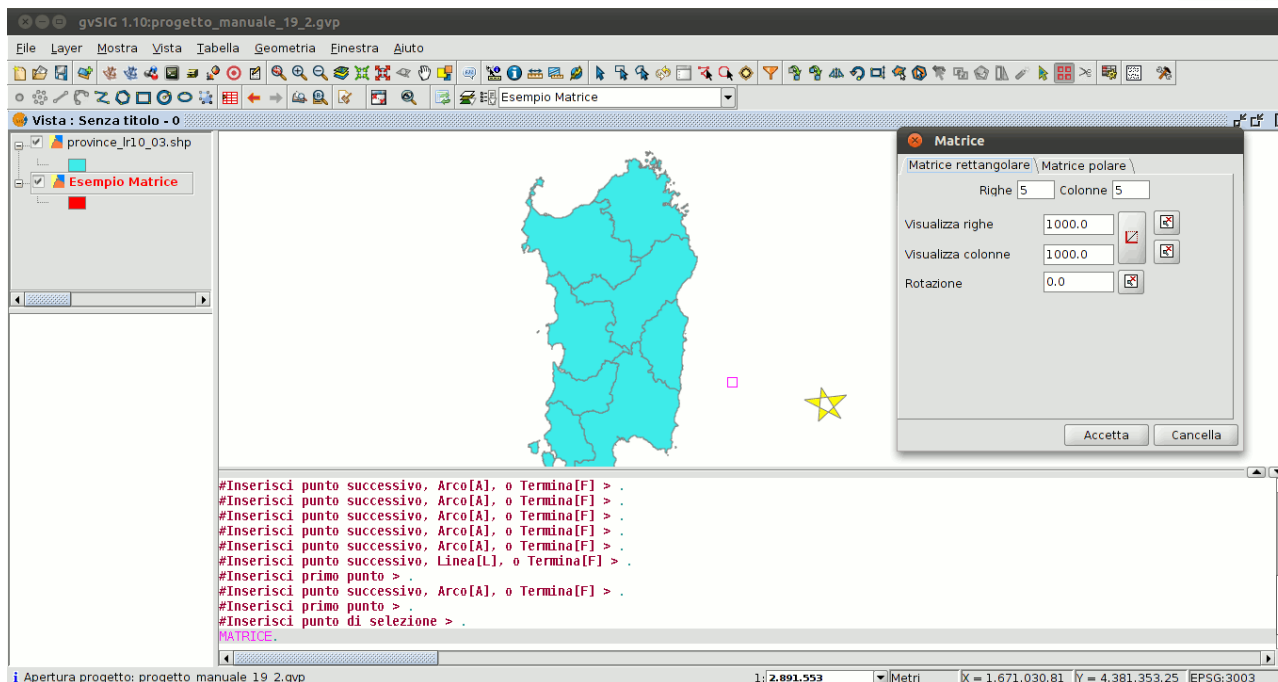 gvSIG 1.10:progetto_manuale_19_2.gvp
File Layer Mostra Vista Tabella Geometria Finestra Aiuto
Esempio Matrice
Vista : Senza titolo - 0
province_lr10_03.shp
Esempio Matrice
Matrice
Matrice rettangolare Matrice polare
Righe 5 Colonne 5
Visualizza righe 1000.0
Visualizza colonne 1000.0
Rotazione 0.0
Accetta Cancella
#Inserisci punto successivo, Arco[A], o Termina[F] > .
#Inserisci punto successivo, Arco[A], o Termina[F] > .
#Inserisci punto successivo, Arco[A], o Termina[F] > .
#Inserisci punto successivo, Arco[A], o Termina[F] > .
#Inserisci punto successivo, Arco[A], o Termina[F] > .
#Inserisci punto successivo, Linea[L], o Termina[F] > .
#Inserisci primo punto > .
#Inserisci punto successivo, Arco[A], o Termina[F] > .
#Inserisci primo punto > .
#Inserisci punto di selezione > .
MATRICE.
Apertura progetto: progetto_manuale_19_2.gvp 1: 2.891.553 Metri X = 1.671.030,81 Y = 4.381.353,25 EPSG:3003